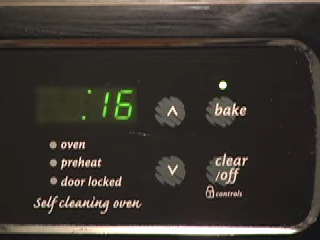 :16
bake
oven
preheat
door locked
clear
/off
controls
Self cleaning oven